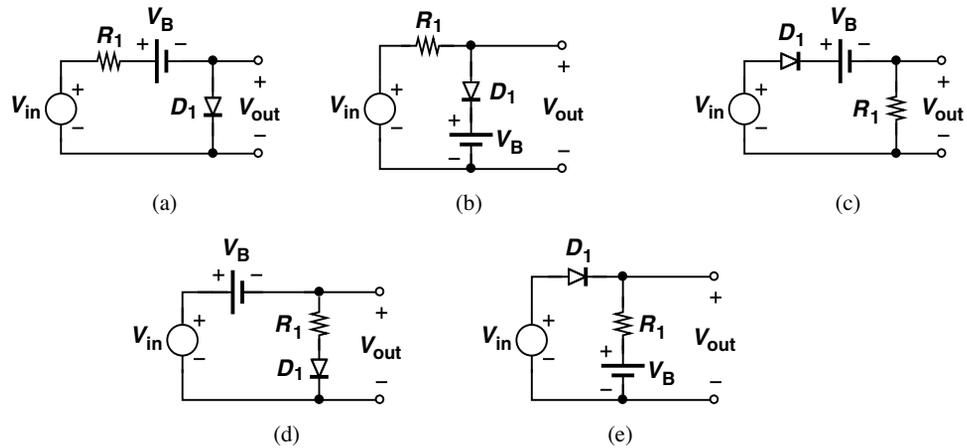 V_B
R_1
+ −
V_in
+
−
D_1
+
V_out
−
(a)
R_1
V_in
+
−
D_1
+
V_B
−
+
V_out
−
(b)
V_B
D_1
+ −
V_in
+
−
R_1
+
V_out
−
(c)
V_B
+ −
V_in
+
−
R_1
D_1
+
V_out
−
(d)
D_1
V_in
+
−
R_1
+
V_B
−
+
V_out
−
(e)